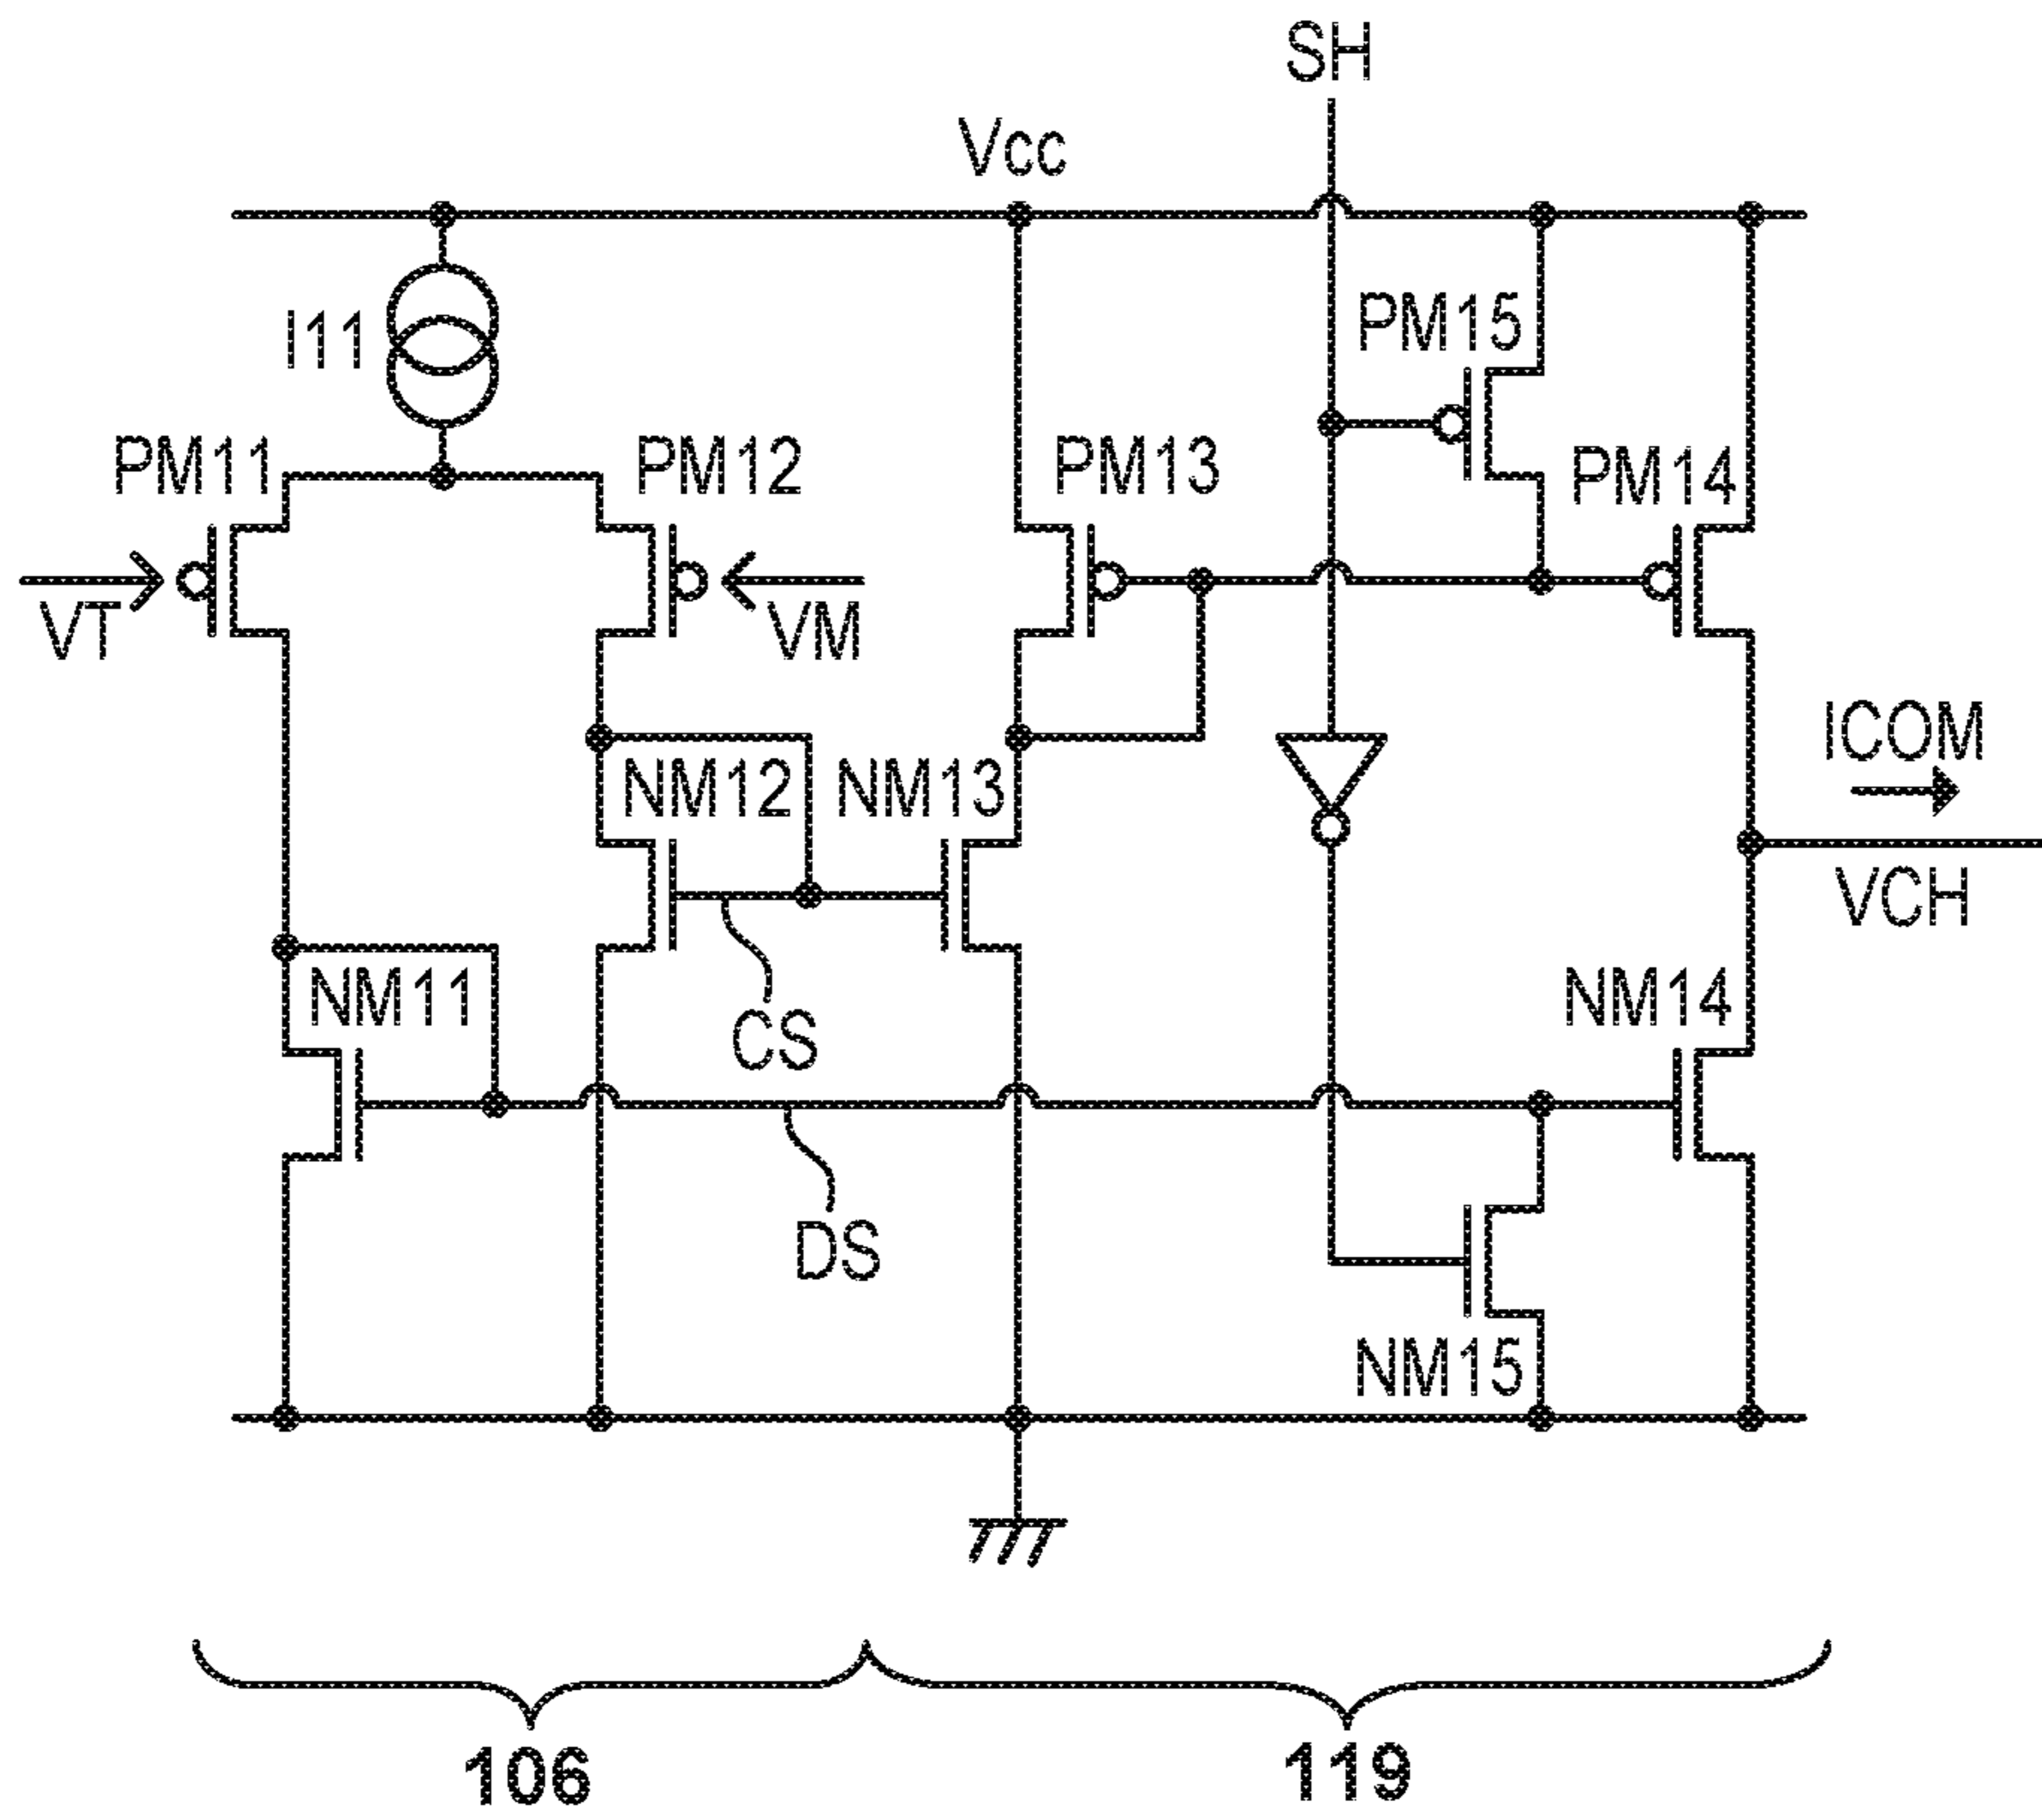 SH
Vcc
I11
PM15
PM11
PM12
PM13
PM14
VT
VM
ICOM
NM12
NM13
VCH
NM11
NM14
CS
DS
NM15
106
119